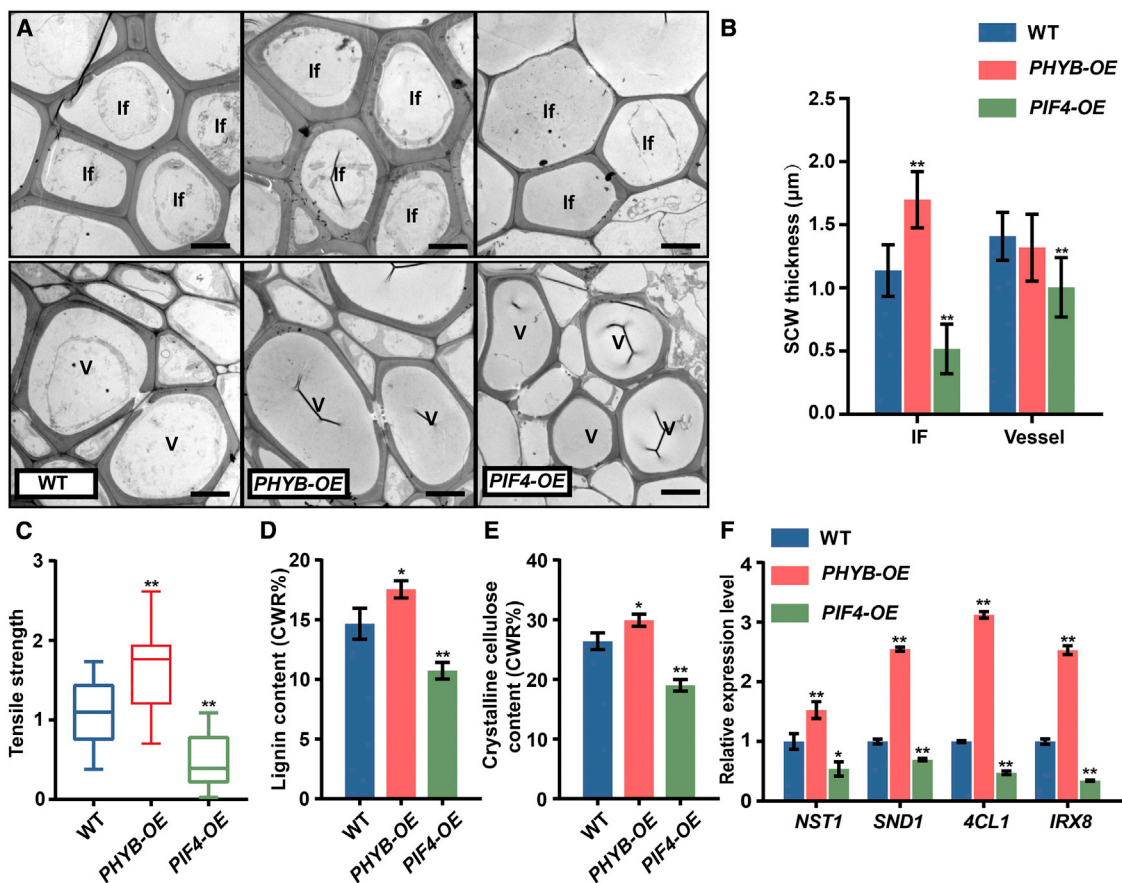 A
If
If
If
If
If
If
If
If
If
If
V
V
WT
V
V
PHYB-OE
V
V
V
V
PIF4-OE
B
WT
PHYB-OE
PIF4-OE
SCW thickness (μm)
2.5
2.0
1.5
1.0
0.5
0.0
**
**
**
IF
Vessel
C
Tensile strength
3
2
1
0
**
**
WT
PHYB-OE
PIF4-OE
D
Lignin content (CWR%)
20
15
10
5
0
*
**
WT
PHYB-OE
PIF4-OE
E
Crystalline cellulose
content (CWR%)
40
30
20
10
0
*
**
WT
PHYB-OE
PIF4-OE
F
WT
PHYB-OE
PIF4-OE
Relative expression level
4
3
2
1
0
**
*
**
**
**
**
**
**
NST1
SND1
4CL1
IRX8